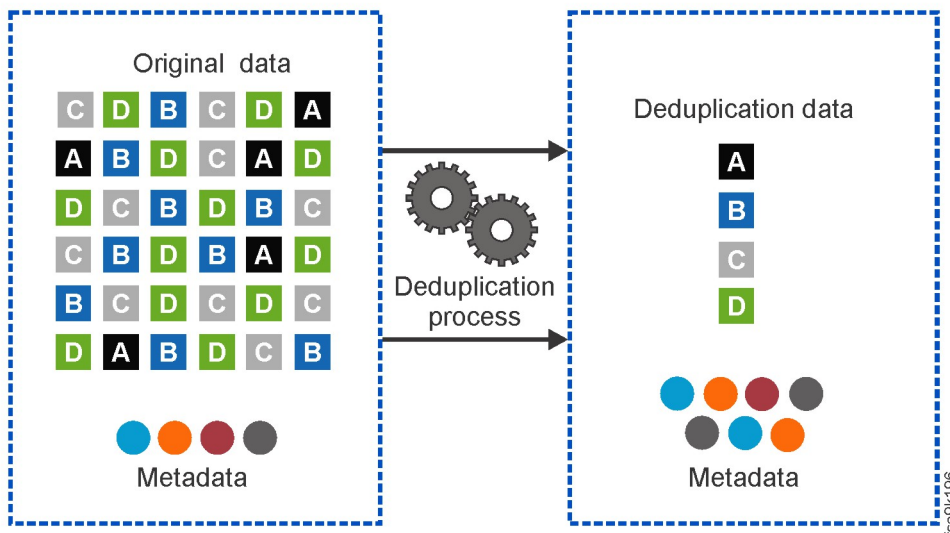 Original data
C D B C D A
A B D C A D
D C B D B C
C B D B A D
B C D C D C
D A B D C B
Metadata
Deduplication
process
Deduplication data
A
B
C
D
Metadata